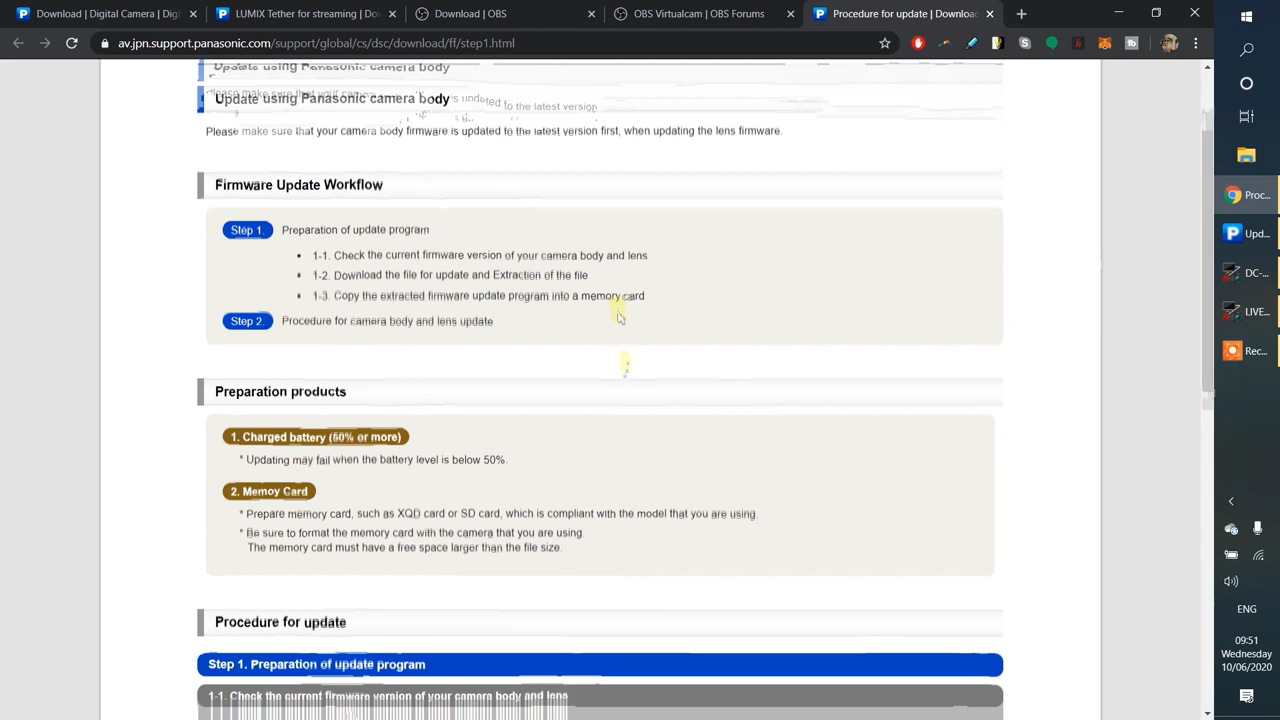 Download | Digital Camera | Digi
LUMIX Tether for streaming | Dov
Download | OBS
OBS Virtualcam | OBS Forums
Procedure for update | Download
av.jpn.support.panasonic.com/support/global/cs/dsc/download/ff/step1.html
Update using Panasonic camera body
Update using Panasonic camera body
Please make sure that your camera body firmware is updated to the latest version first, when updating the lens firmware.
Firmware Update Workflow
Step 1. Preparation of update program
• 1-1. Check the current firmware version of your camera body and lens
• 1-2. Download the file for update and Extraction of the file
• 1-3. Copy the extracted firmware update program into a memory card
Step 2. Procedure for camera body and lens update
Preparation products
1. Charged battery (50% or more)
* Updating may fail when the battery level is below 50%.
2. Memoy Card
* Prepare memory card, such as XQD card or SD card, which is compliant with the model that you are using.
* Be sure to format the memory card with the camera that you are using.
The memory card must have a free space larger than the file size.
Procedure for update
Step 1. Preparation of update program
1-1. Check the current firmware version of your camera body and lens
Proc...
Upd...
DC-...
LIVE...
Rec...
ENG
09:51
Wednesday
10/06/2020